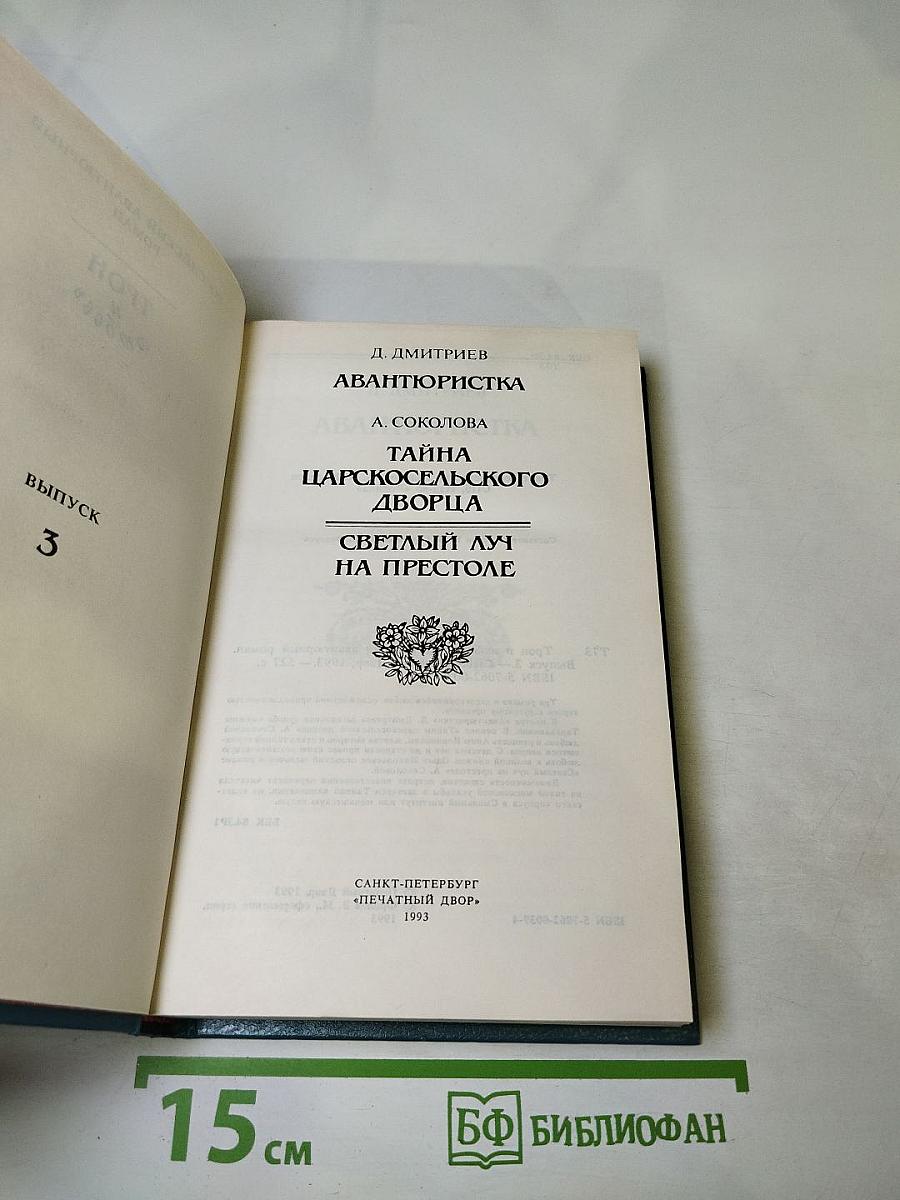 ВЫПУСК
3
Д. ДМИТРИЕВ
АВАНТЮРИСТКА
А. СОКОЛОВА
ТАЙНА
ЦАРСКОСЕЛЬСКОГО
ДВОРЦА
СВЕТЛЫЙ ЛУЧ
НА ПРЕСТОЛЕ
САНКТ-ПЕТЕРБУРГ
«ПЕЧАТНЫЙ ДВОР»
1993
15 см
БФ БИБЛИОФАН